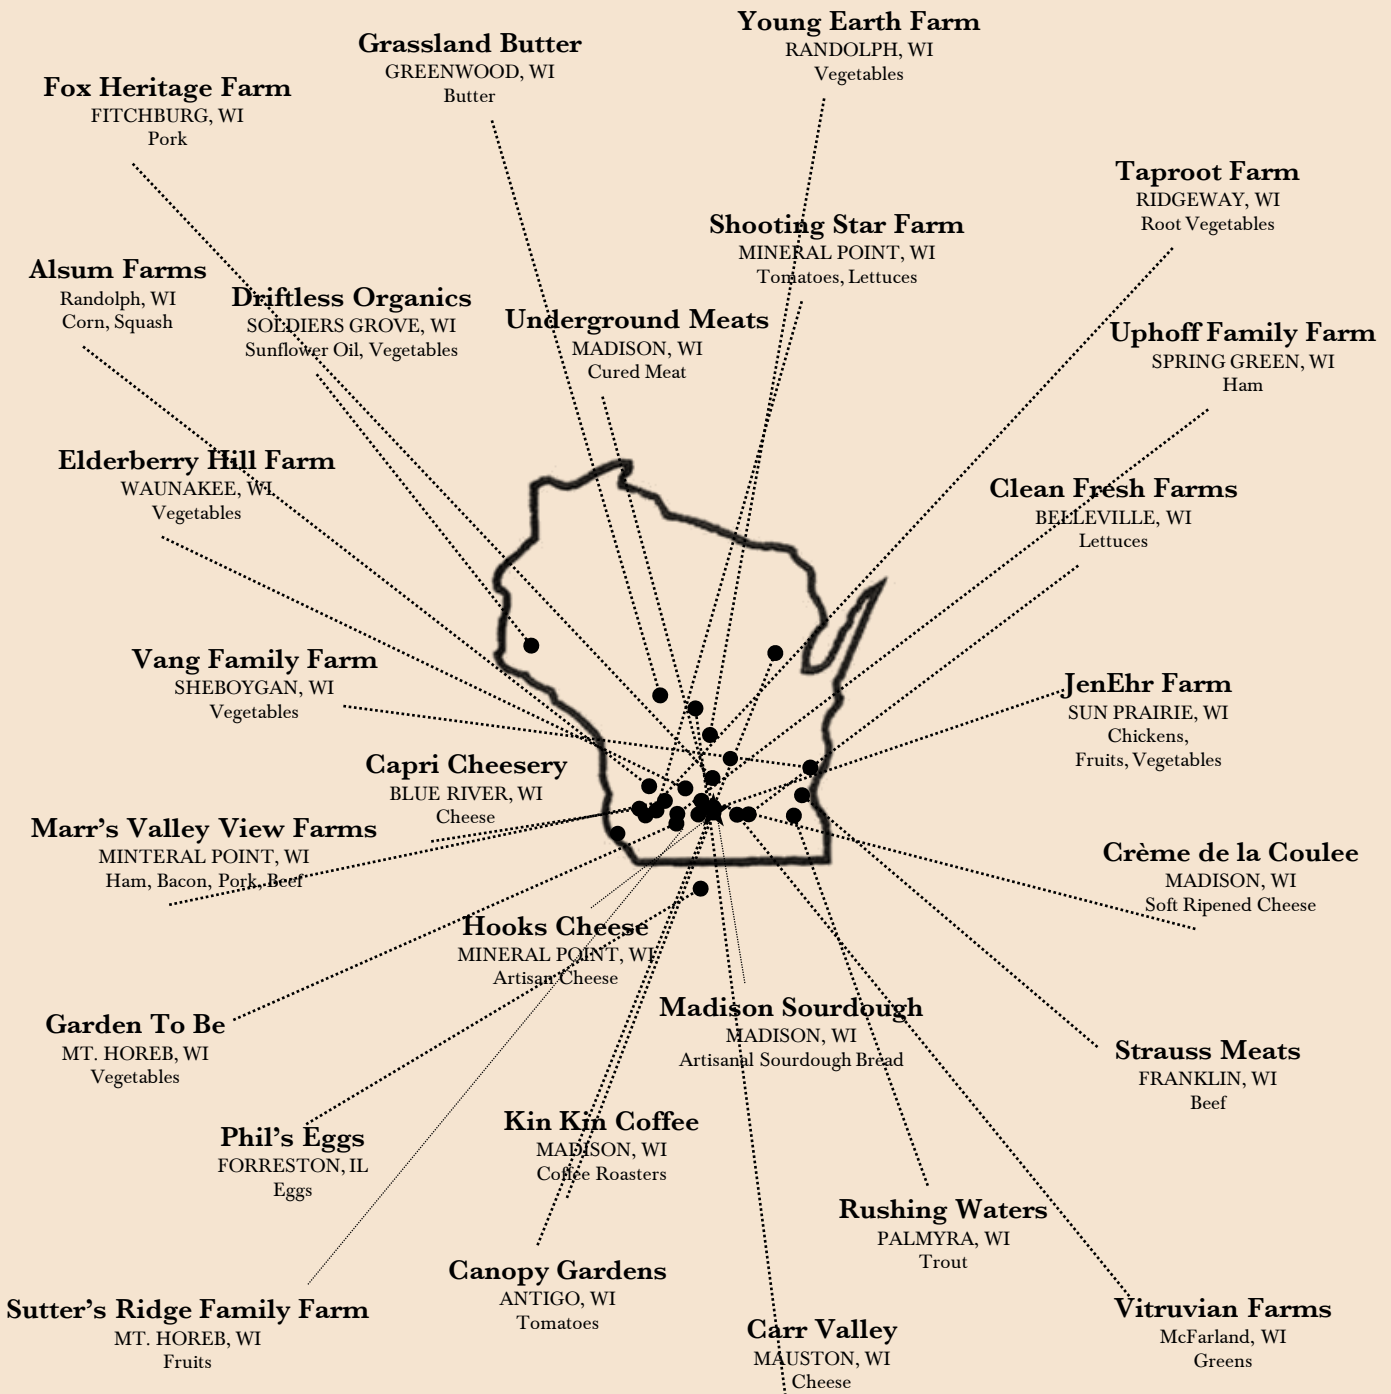 Young Earth Farm
RANDOLPH, WI
Vegetables
Grassland Butter
GREENWOOD, WI
Butter
Fox Heritage Farm
FITCHBURG, WI
Pork
Taproot Farm
RIDGEWAY, WI
Root Vegetables
Shooting Star Farm
MINERAL POINT, WI
Tomatoes, Lettuces
Alsum Farms
Randolph, WI
Corn, Squash
Driftless Organics
SOLDIERS GROVE, WI
Sunflower Oil, Vegetables
Underground Meats
MADISON, WI
Cured Meat
Uphoff Family Farm
SPRING GREEN, WI
Ham
Elderberry Hill Farm
WAUNAKEE, WI
Vegetables
Clean Fresh Farms
BELLEVILLE, WI
Lettuces
Vang Family Farm
SHEBOYGAN, WI
Vegetables
JenEhr Farm
SUN PRAIRIE, WI
Chickens,
Fruits, Vegetables
Capri Cheesery
BLUE RIVER, WI
Cheese
Marr's Valley View Farms
MINTERAL POINT, WI
Ham, Bacon, Pork, Beef
Crème de la Coulee
MADISON, WI
Soft Ripened Cheese
Hooks Cheese
MINERAL POINT, WI
Artisan Cheese
Madison Sourdough
MADISON, WI
Artisanal Sourdough Bread
Garden To Be
MT. HOREB, WI
Vegetables
Strauss Meats
FRANKLIN, WI
Beef
Phil's Eggs
FORRESTON, IL
Eggs
Kin Kin Coffee
MADISON, WI
Coffee Roasters
Rushing Waters
PALMYRA, WI
Trout
Canopy Gardens
ANTIGO, WI
Tomatoes
Sutter's Ridge Family Farm
MT. HOREB, WI
Fruits
Carr Valley
MAUSTON, WI
Cheese
Vitruvian Farms
McFarland, WI
Greens